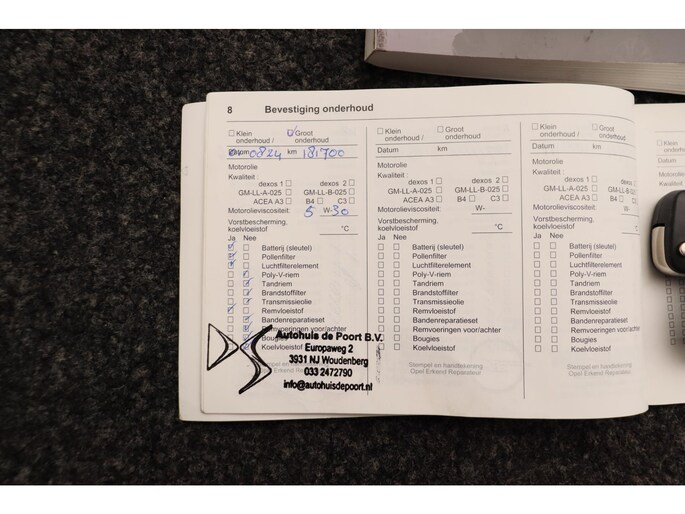 8 Bevestiging onderhoud
Klein onderhoud /
Groot onderhoud
Datum 0824 km 181700
Motorolie
Kwaliteit :
dexos 1 dexos 2
GM-LL-A-025 GM-LL-B-025
ACEA A3 B4 C3
Motorolieviscositeit: 5 W-30
Vorstbescherming,
koelvloeistof °C
Ja Nee
Batterij (sleutel)
Pollenfilter
Luchtfilterelement
Poly-V-riem
Tandriem
Brandstoffilter
Transmissieolie
Remvloeistof
Bandenreparatieset
Remvoeringen voor/achter
Bougies
Koelvloeistof
DS
Autohuis de Poort B.V.
Europaweg 2
3931 NJ Woudenberg
033 2472790
info@autohuisdepoort.nl
Klein onderhoud /
Groot onderhoud
Datum km
Motorolie
Kwaliteit :
dexos 1 dexos 2
GM-LL-A-025 GM-LL-B-025
ACEA A3 B4 C3
Motorolieviscositeit: W-
Vorstbescherming,
koelvloeistof °C
Ja Nee
Batterij (sleutel)
Pollenfilter
Luchtfilterelement
Poly-V-riem
Tandriem
Brandstoffilter
Transmissieolie
Remvloeistof
Bandenreparatieset
Remvoeringen voor/achter
Bougies
Koelvloeistof
Stempel en handtekening
Opel Erkend Reparateur
Klein onderhoud /
Groot onderhoud
Datum km
Motorolie
Kwaliteit :
dexos 1 dexos 2
GM-LL-A-025 GM-LL-B-025
ACEA A3 B4 C3
Motorolieviscositeit: W-
Vorstbescherming,
koelvloeistof °C
Ja Nee
Batterij (sleutel)
Pollenfilter
Luchtfilterelement
Poly-V-riem
Tandriem
Brandstoffilter
Transmissieolie
Remvloeistof
Bandenreparatieset
Remvoeringen voor/achter
Bougies
Koelvloeistof
Stempel en handtekening
Opel Erkend Reparateur
Klein
Datum
Motorolie
Kwaliteit